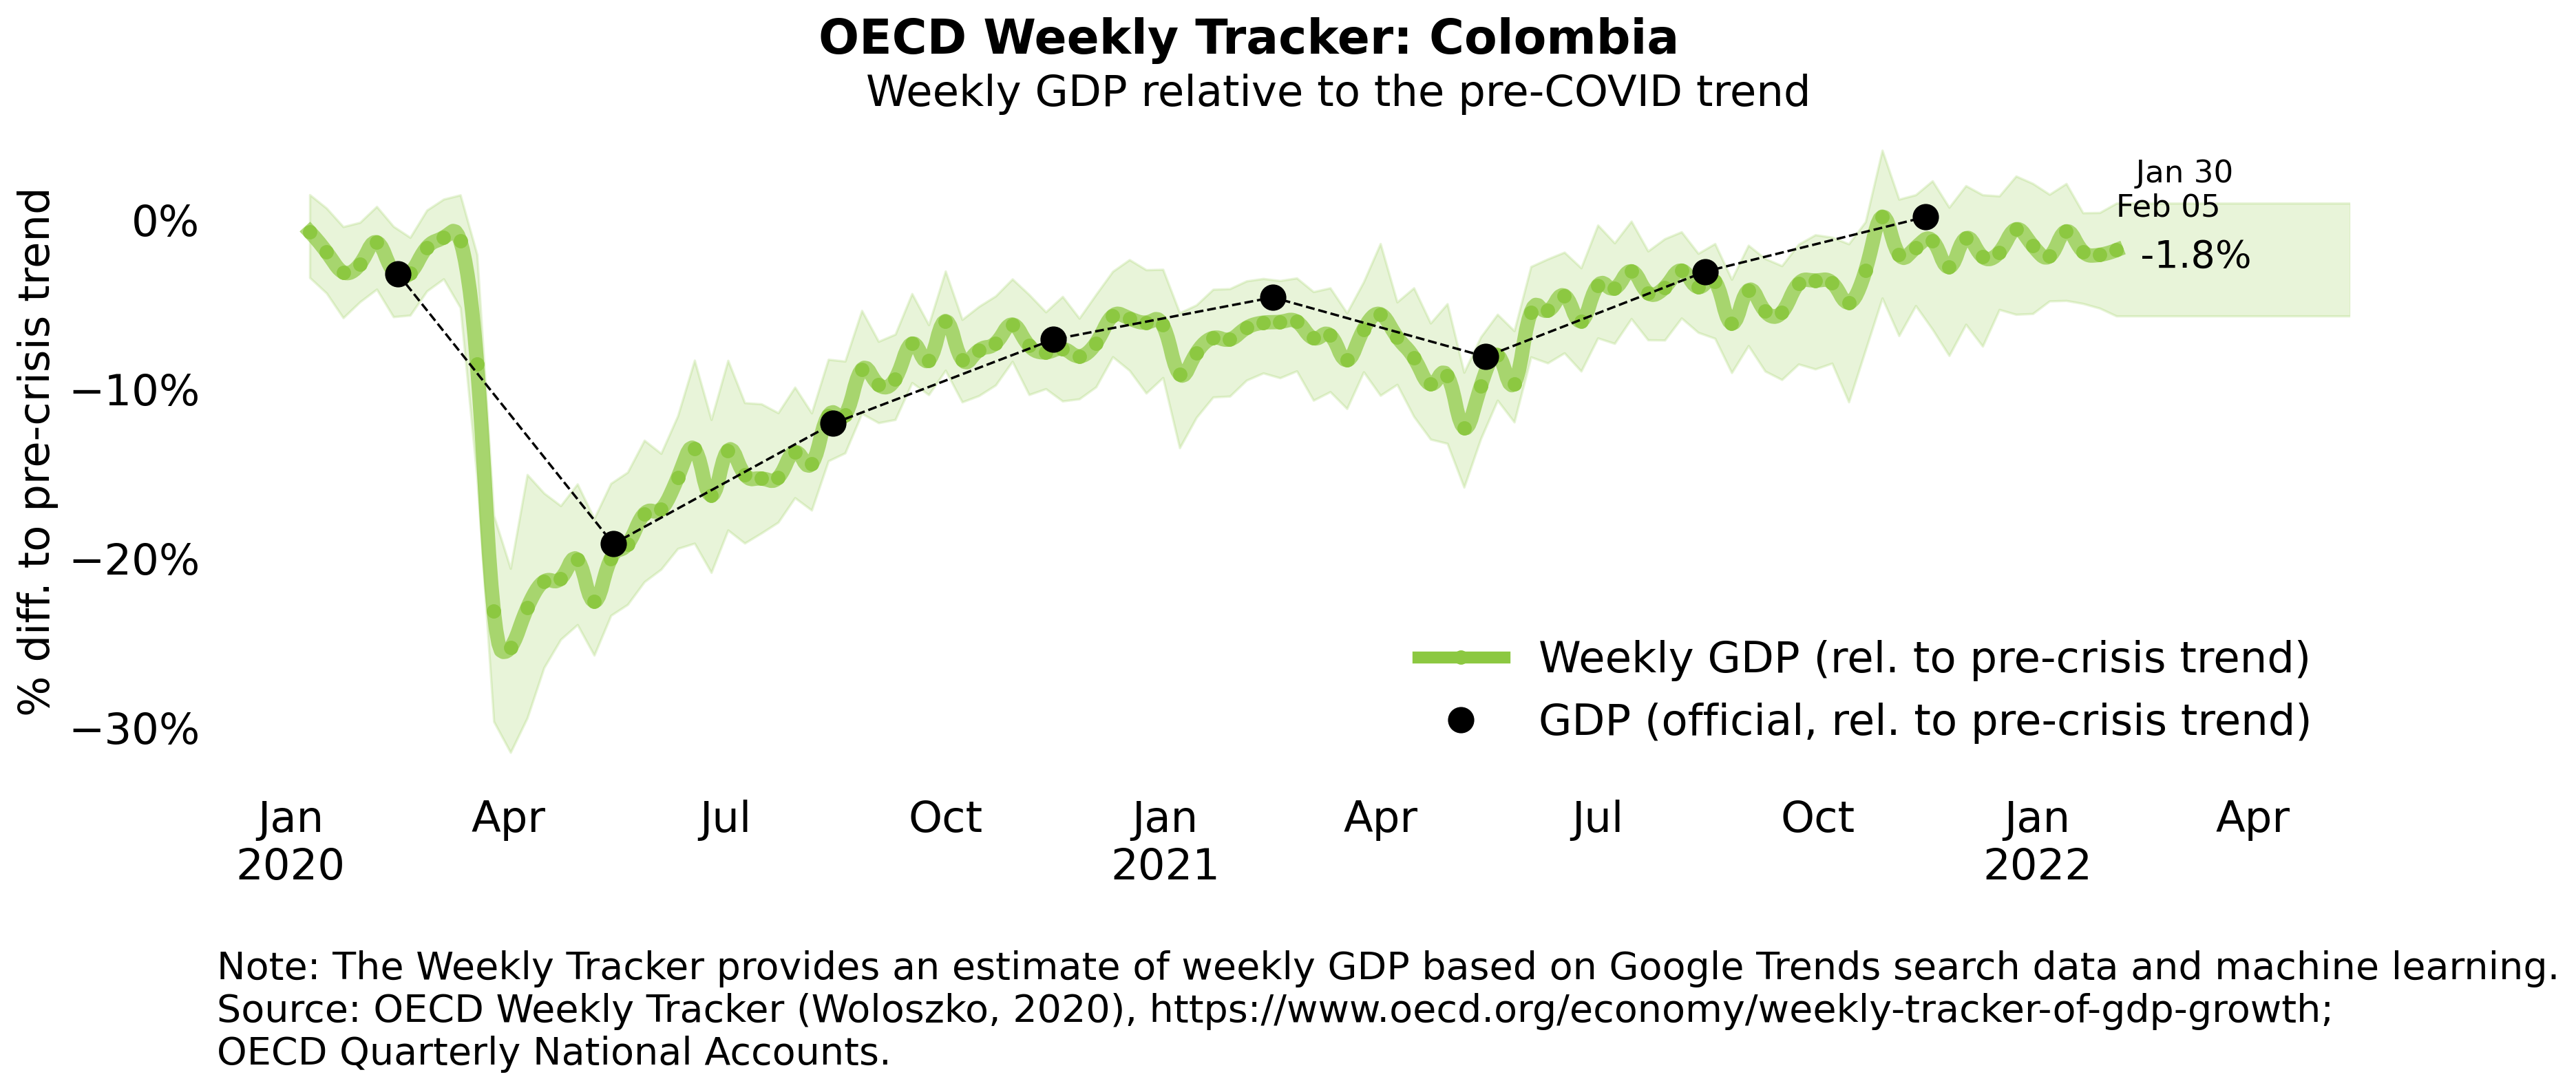 OECD Weekly Tracker: Colombia
Weekly GDP relative to the pre-COVID trend
% diff. to pre-crisis trend
0%
−10%
−20%
−30%
Jan 30
Feb 05
-1.8%
Weekly GDP (rel. to pre-crisis trend)
GDP (official, rel. to pre-crisis trend)
Jan Apr Jul Oct Jan Apr Jul Oct Jan Apr
2020 2021 2022
Note: The Weekly Tracker provides an estimate of weekly GDP based on Google Trends search data and machine learning.
Source: OECD Weekly Tracker (Woloszko, 2020), https://www.oecd.org/economy/weekly-tracker-of-gdp-growth;
OECD Quarterly National Accounts.